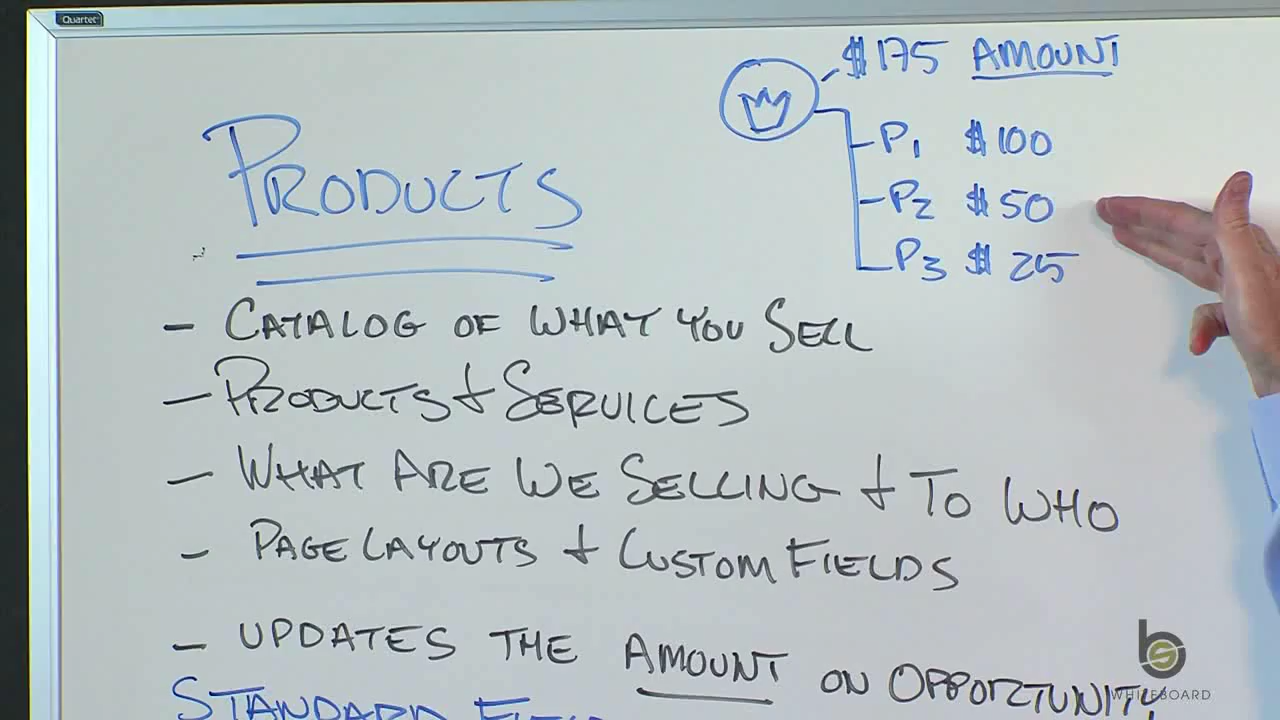 Quartet
$175 AMOUNT
P1 $100
P2 $50
P3 $25
PRODUCTS
- CATALOG OF WHAT YOU SELL
- PRODUCTS & SERVICES
- WHAT ARE WE SELLING & TO WHO
- PAGE LAYOUTS & CUSTOM FIELDS
- UPDATES THE AMOUNT ON OPPORTUNITY
STANDARD
WHITEBOARD